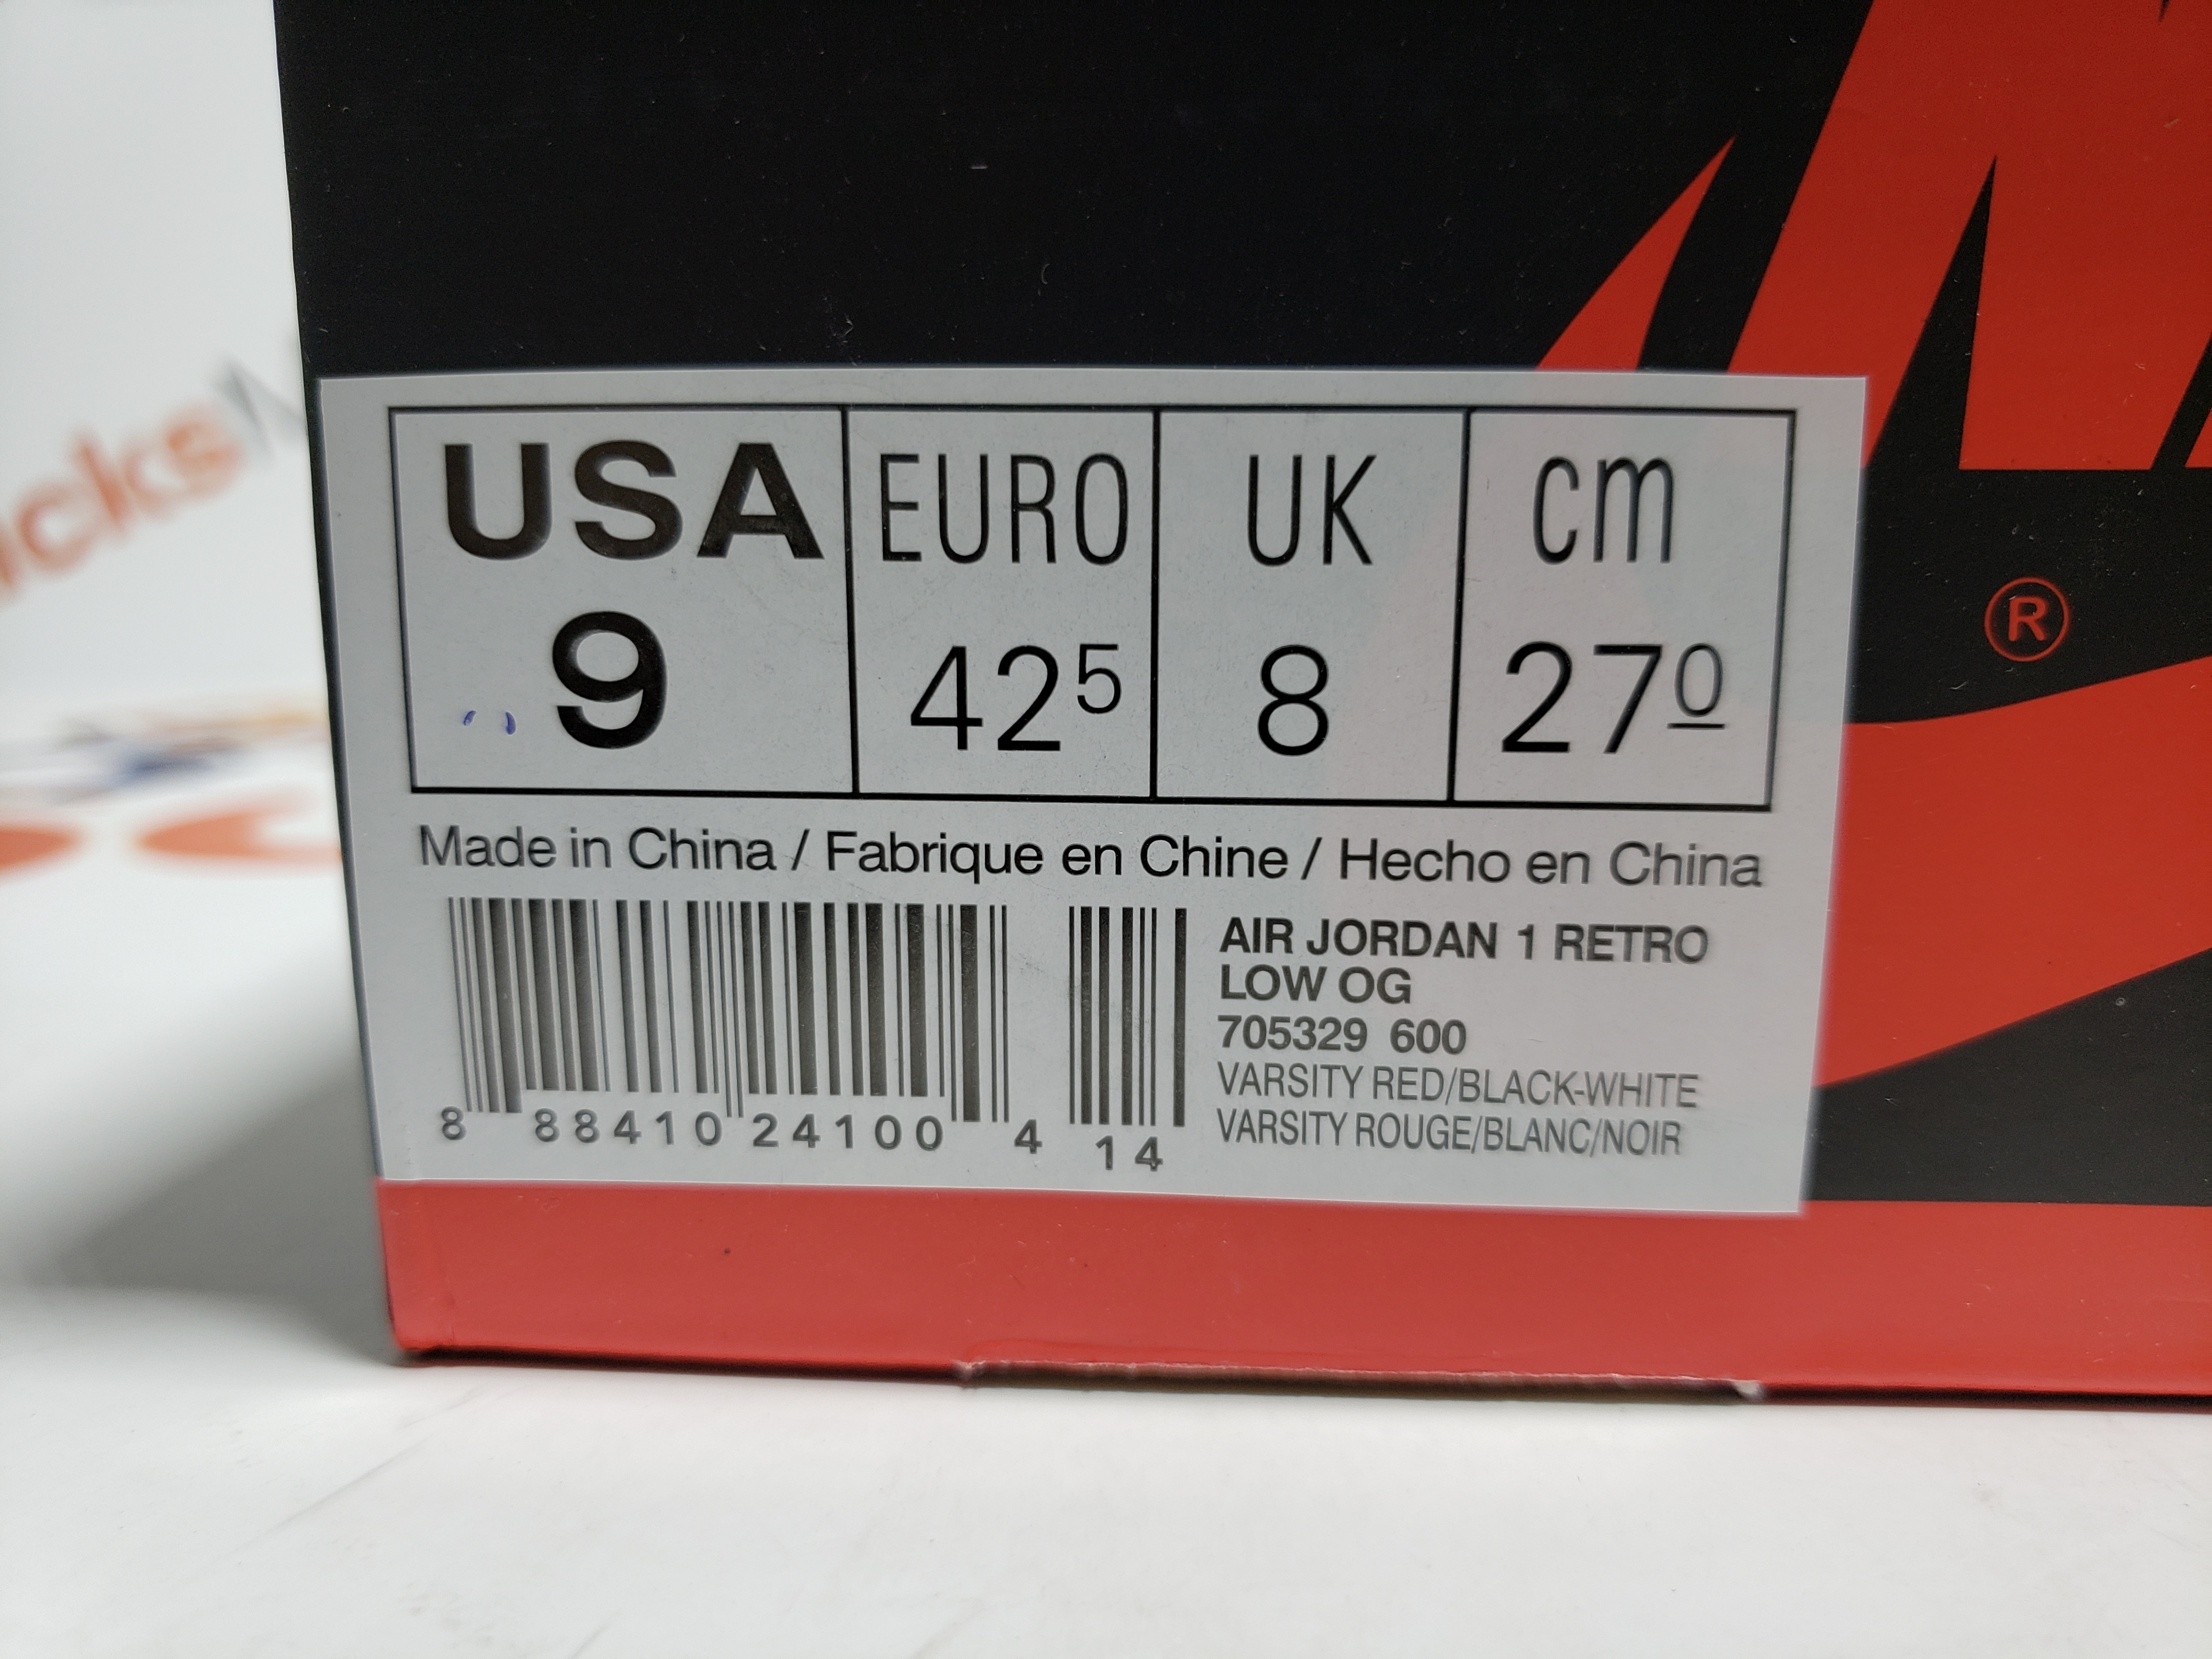 USA EURO UK cm
9 42⁵ 8 27⁰
Made in China / Fabrique en Chine / Hecho en China
AIR JORDAN 1 RETRO
LOW OG
705329 600
VARSITY RED/BLACK-WHITE
VARSITY ROUGE/BLANC/NOIR
8 88410 24100 4 14
®